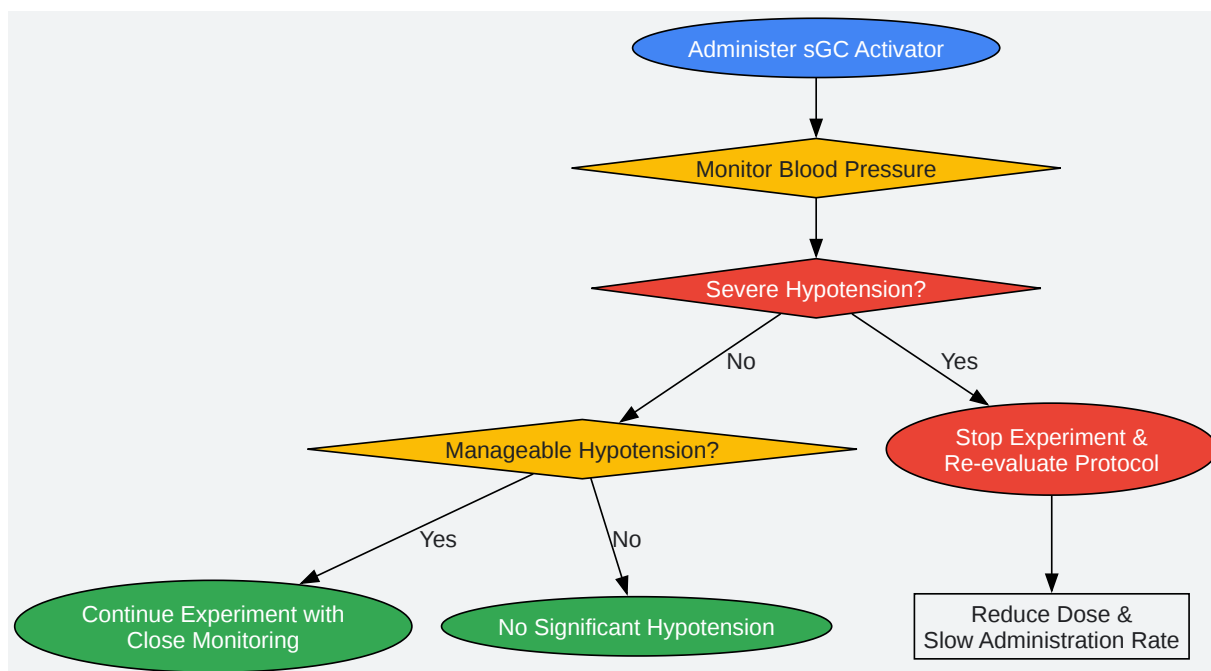 Administer sGC Activator
Monitor Blood Pressure
Severe Hypotension?
No
Yes
Manageable Hypotension?
Stop Experiment &
Re-evaluate Protocol
Yes
No
Continue Experiment with
Close Monitoring
No Significant Hypotension
Reduce Dose &
Slow Administration Rate